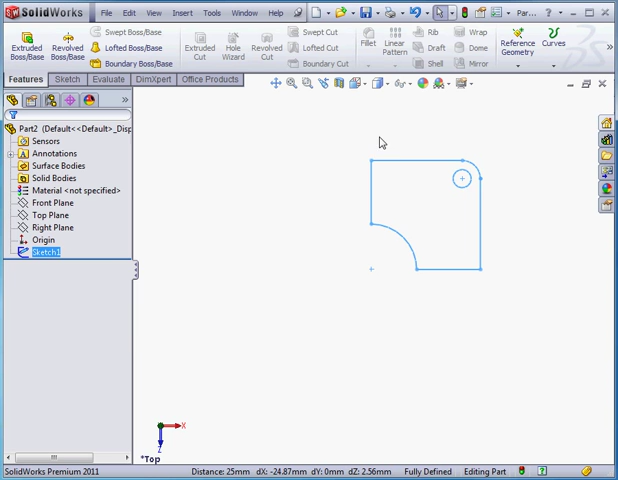 SolidWorks File Edit View Insert Tools Window Help Par...
Extruded Boss/Base
Revolved Boss/Base
Swept Boss/Base
Lofted Boss/Base
Boundary Boss/Base
Extruded Cut
Hole Wizard
Revolved Cut
Swept Cut
Lofted Cut
Boundary Cut
Fillet
Linear Pattern
Rib
Draft
Shell
Wrap
Dome
Mirror
Reference Geometry
Curves
Features Sketch Evaluate DimXpert Office Products
Part2 (Default<<Default>_Disp
Sensors
Annotations
Surface Bodies
Solid Bodies
Material <not specified>
Front Plane
Top Plane
Right Plane
Origin
Sketch1
X
Z
*Top
SolidWorks Premium 2011 Distance: 25mm dX: -24.87mm dY: 0mm dZ: 2.56mm Fully Defined Editing Part